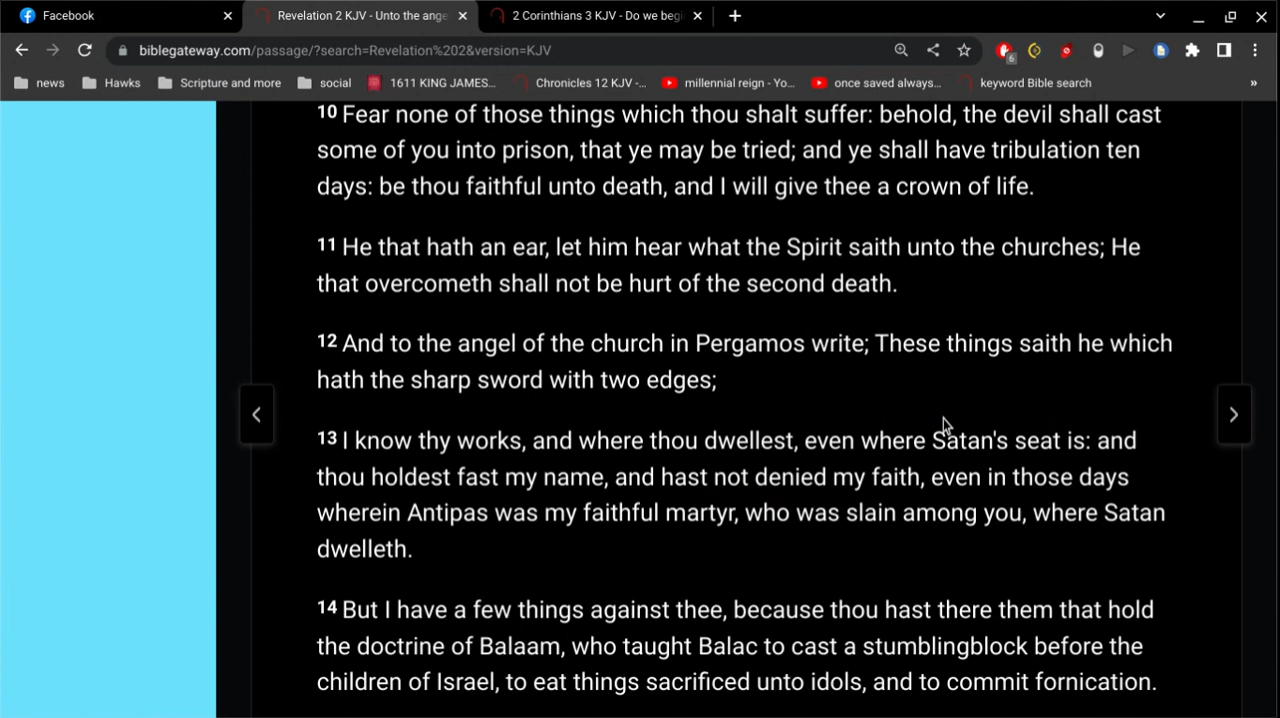 Facebook
Revelation 2 KJV - Unto the ange
2 Corinthians 3 KJV - Do we begi
biblegateway.com/passage/?search=Revelation%202&version=KJV
6
news
Hawks
Scripture and more
social
1611 KING JAMES...
Chronicles 12 KJV -...
millennial reign - Yo...
once saved always...
keyword Bible search
»
10 Fear none of those things which thou shalt suffer: behold, the devil shall cast
some of you into prison, that ye may be tried; and ye shall have tribulation ten
days: be thou faithful unto death, and I will give thee a crown of life.
11 He that hath an ear, let him hear what the Spirit saith unto the churches; He
that overcometh shall not be hurt of the second death.
12 And to the angel of the church in Pergamos write; These things saith he which
hath the sharp sword with two edges;
13 I know thy works, and where thou dwellest, even where Satan's seat is: and
thou holdest fast my name, and hast not denied my faith, even in those days
wherein Antipas was my faithful martyr, who was slain among you, where Satan
dwelleth.
14 But I have a few things against thee, because thou hast there them that hold
the doctrine of Balaam, who taught Balac to cast a stumblingblock before the
children of Israel, to eat things sacrificed unto idols, and to commit fornication.